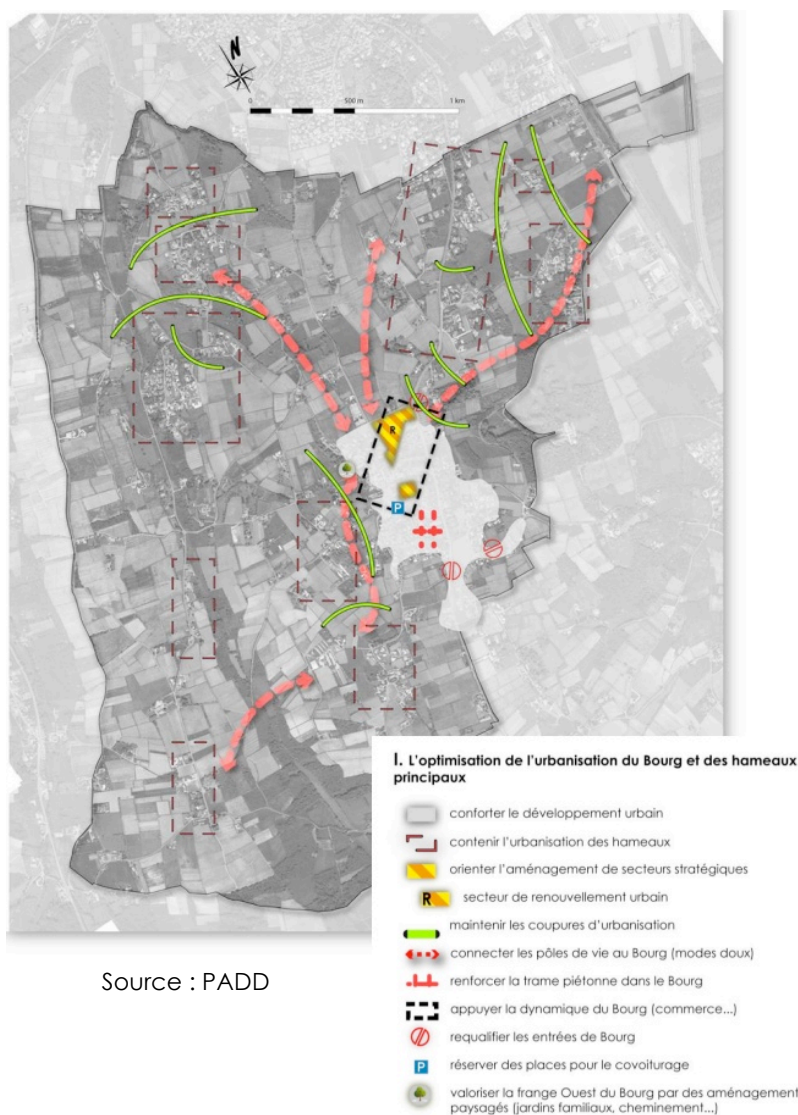 N
0
500 m
1 km
R
P
Source : PADD
I. L'optimisation de l'urbanisation du Bourg et des hameaux
principaux
conforter le développement urbain
contenir l'urbanisation des hameaux
orienter l'aménagement de secteurs stratégiques
R
secteur de renouvellement urbain
maintenir les coupures d'urbanisation
connecter les pôles de vie au Bourg (modes doux)
renforcer la trame piétonne dans le Bourg
appuyer la dynamique du Bourg (commerce...)
requalifier les entrées de Bourg
P
réserver des places pour le covoiturage
valoriser la frange Ouest du Bourg par des aménagement
paysagés (jardins familiaux, cheminement...)